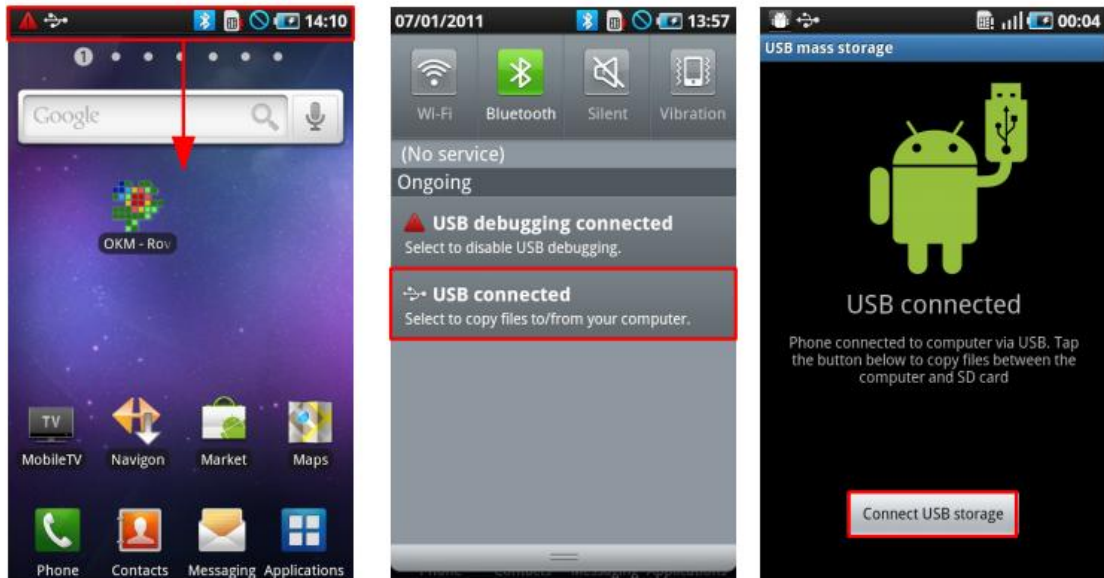 14:10
1
Google
OKM - Rov
TV
MobileTV Navigon Market Maps
Phone Contacts Messaging Applications
07/01/2011 13:57
Wi-Fi Bluetooth Silent Vibration
(No service)
Ongoing
USB debugging connected
Select to disable USB debugging.
USB connected
Select to copy files to/from your computer.
00:04
USB mass storage
USB connected
Phone connected to computer via USB. Tap
the button below to copy files between the
computer and SD card
Connect USB storage